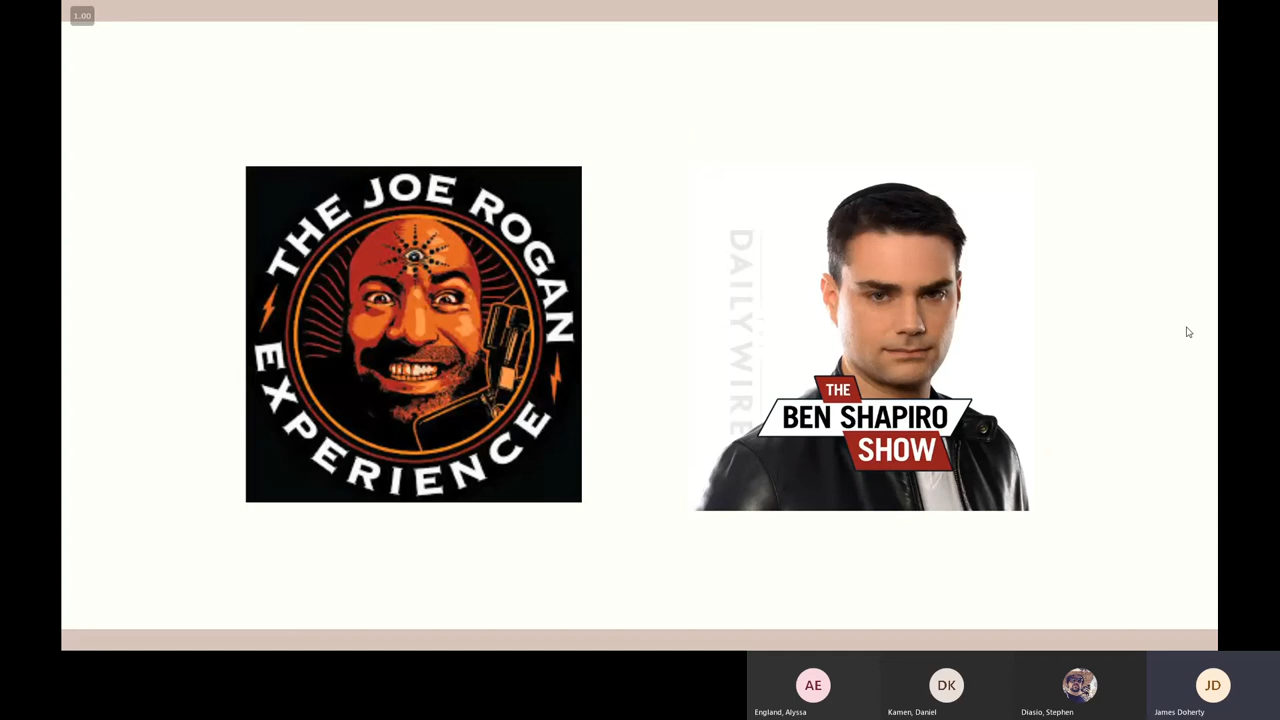 1.00
THE JOE ROGAN
EXPERIENCE
DAILY WIRE
THE
BEN SHAPIRO
SHOW
AE
DK
JD
England, Alyssa
Kamen, Daniel
Diasio, Stephen
James Doherty